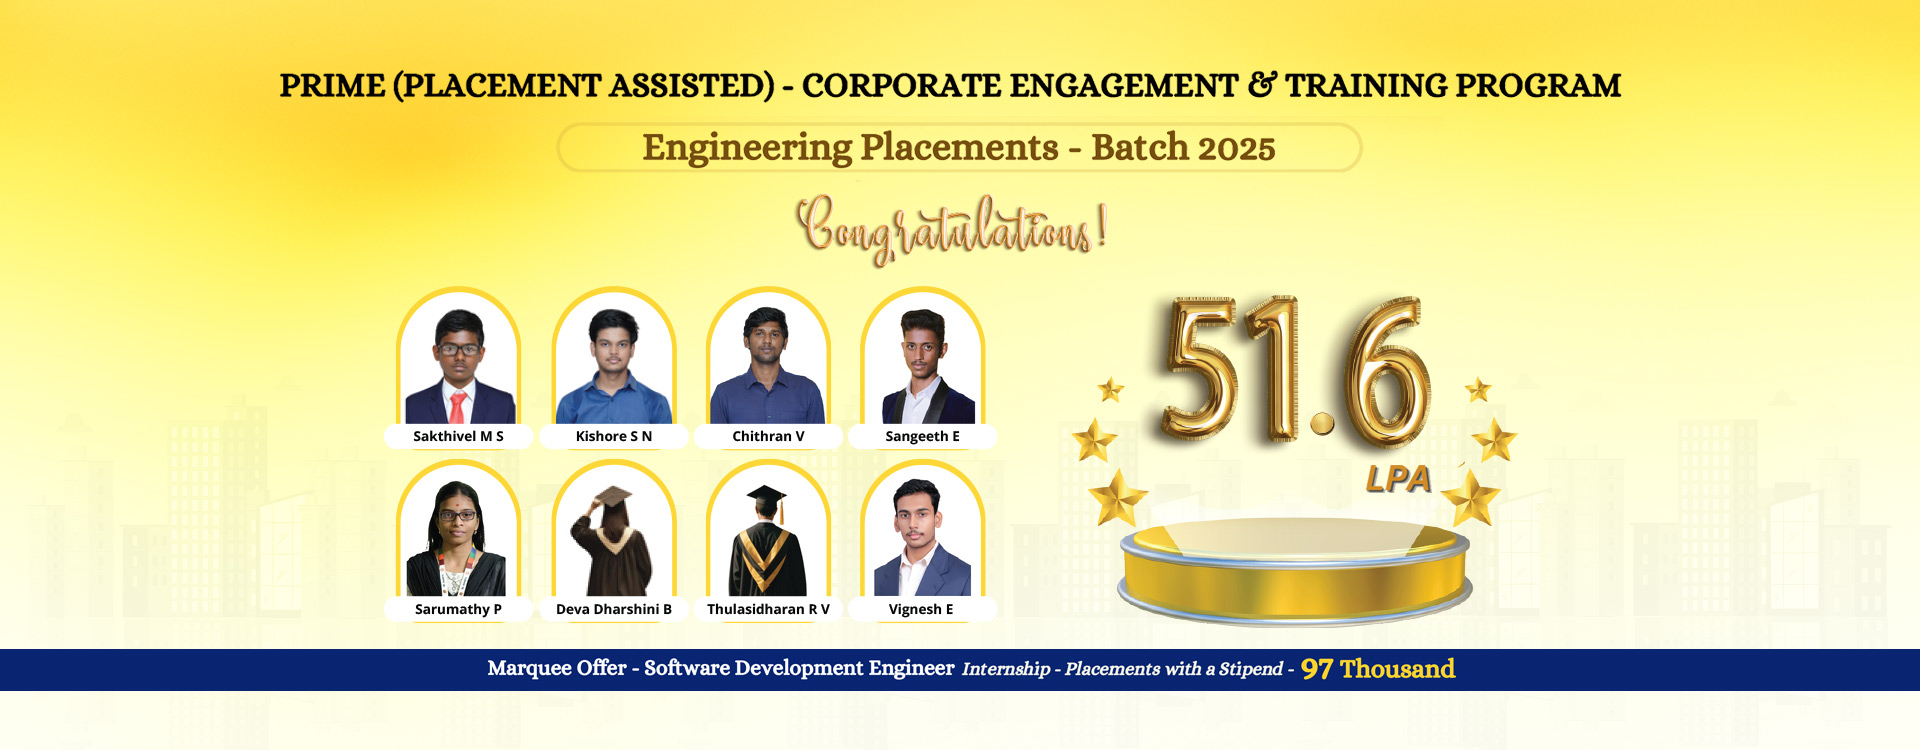 PRIME (PLACEMENT ASSISTED) - CORPORATE ENGAGEMENT & TRAINING PROGRAM
Engineering Placements - Batch 2025
Congratulations!
51.6
LPA
Sakthivel M S
Kishore S N
Chithran V
Sangeeth E
Sarumathy P
Deva Dharshini B
Thulasidharan R V
Vignesh E
Marquee Offer - Software Development Engineer Internship - Placements with a Stipend - 97 Thousand